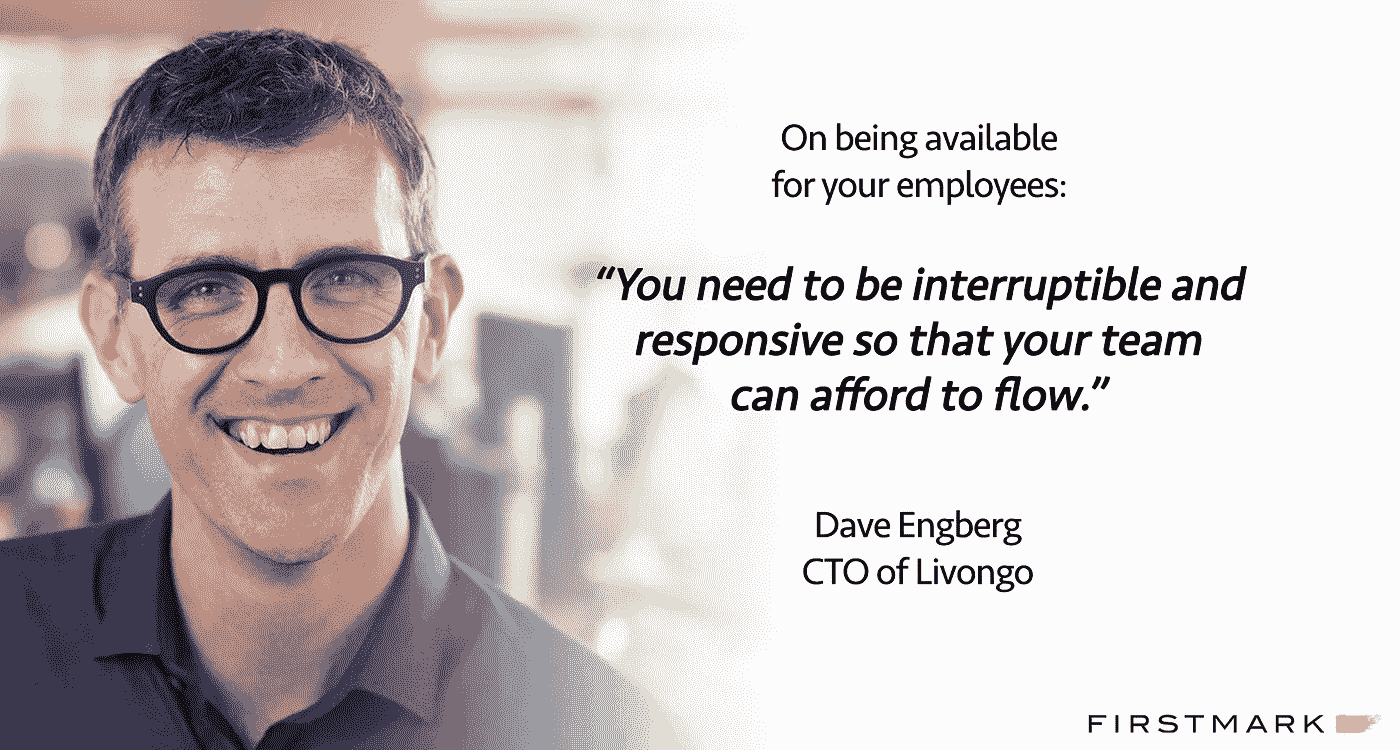 On being available
for your employees:
“You need to be interruptible and
responsive so that your team
can afford to flow.”
Dave Engberg
CTO of Livongo
FIRSTMARK